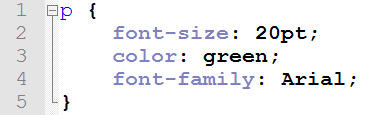 1 p {
2 font-size: 20pt;
3 color: green;
4 font-family: Arial;
5 }